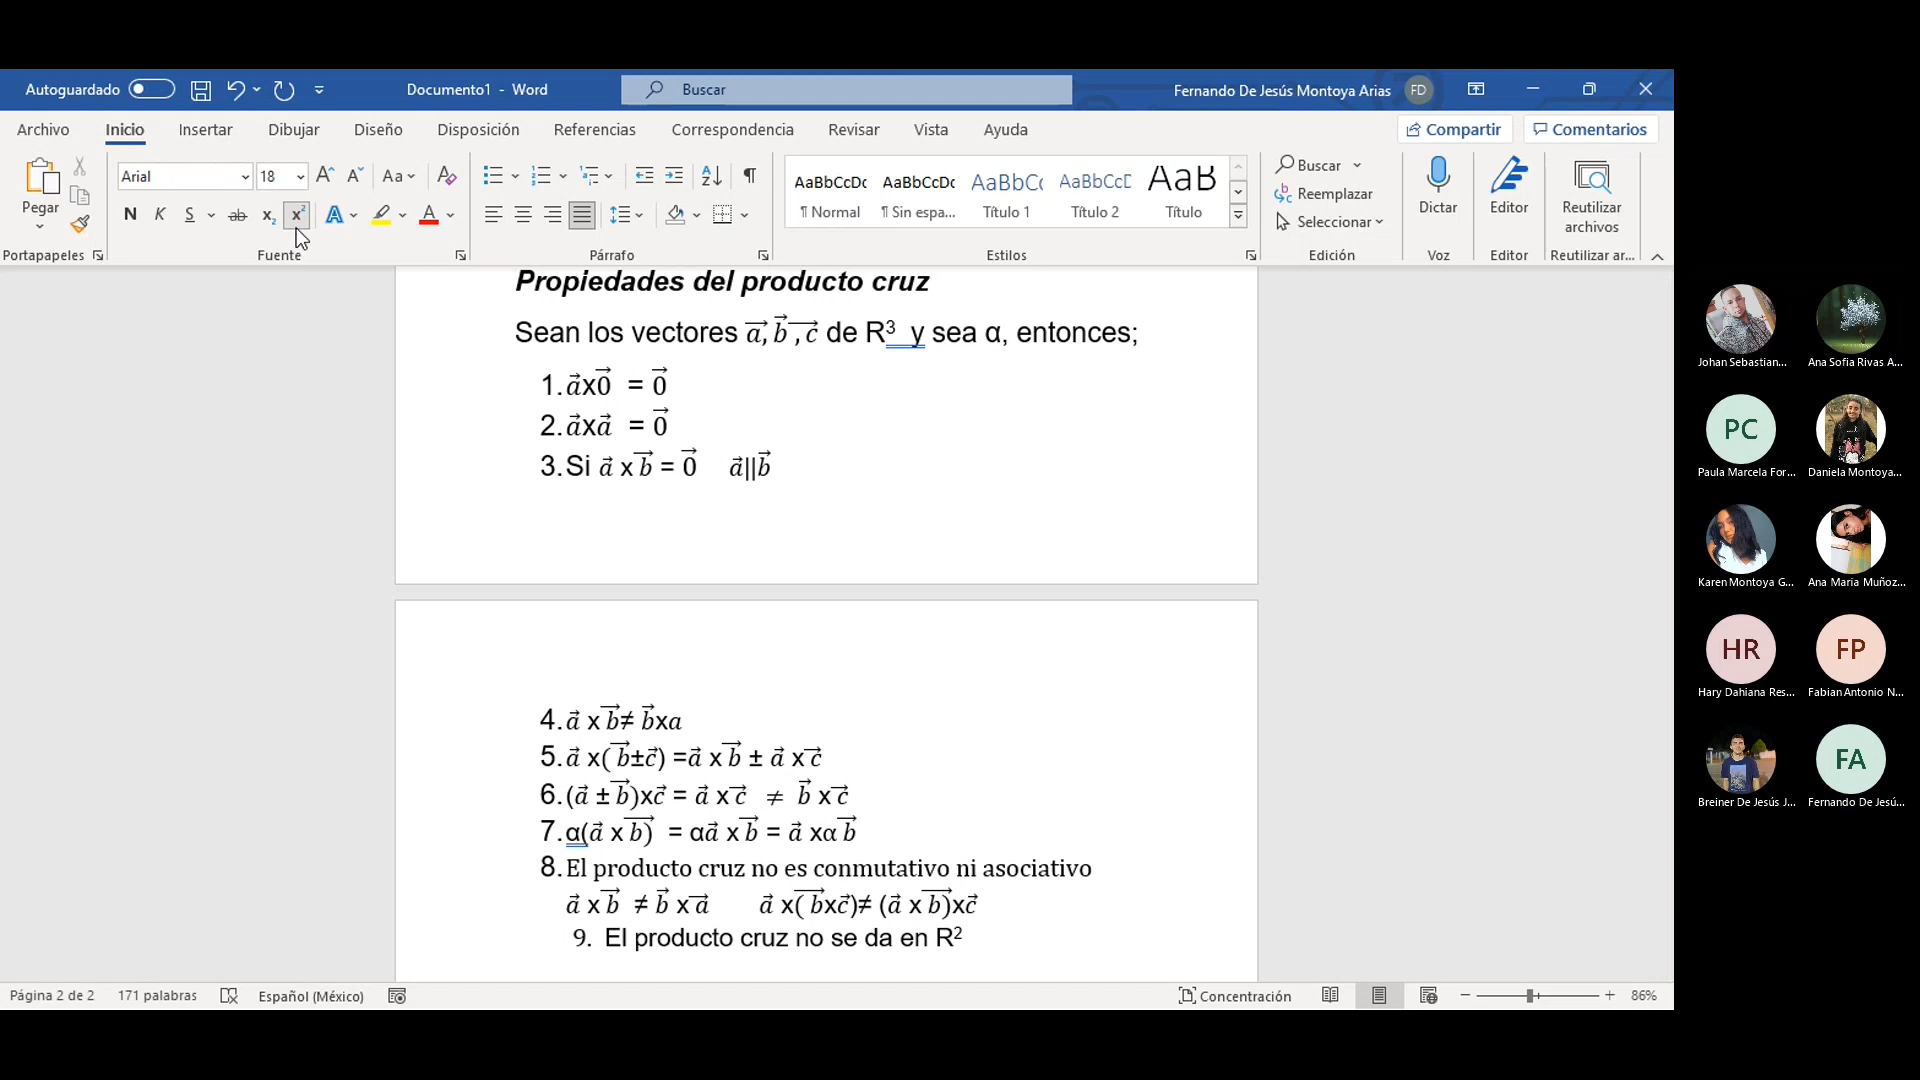 Autoguardado
Documento1 - Word
Buscar
Fernando De Jesús Montoya Arias
FD
Archivo
Inicio
Insertar
Dibujar
Diseño
Disposición
Referencias
Correspondencia
Revisar
Vista
Ayuda
Compartir
Comentarios
Pegar
Portapapeles
Arial
18
Aa
N K S ab x₂ x² A A
Fuente
Párrafo
AaBbCcDc
¶ Normal
AaBbCcDc
¶ Sin espa...
AaBbCc
Título 1
AaBbCcD
Título 2
AaB
Título
Estilos
Buscar
Reemplazar
Seleccionar
Edición
Dictar
Voz
Editor
Editor
Reutilizar
archivos
Reutilizar ar...
Propiedades del producto cruz
Sean los vectores a⃗, b⃗ , c⃗ de R³ y sea α, entonces;
1. a⃗x0⃗ = 0⃗
2. a⃗xa⃗ = 0⃗
3. Si a⃗ x b⃗ = 0⃗ a⃗||b⃗
4. a⃗ x b⃗≠ b⃗xa
5. a⃗ x( b⃗±c⃗) =a⃗ x b⃗ ± a⃗ x c⃗
6. (a⃗ ± b⃗)xc⃗ = a⃗ x c⃗ ≠ b⃗ x c⃗
7. α(a⃗ x b⃗) = αa⃗ x b⃗ = a⃗ xα b⃗
8. El producto cruz no es conmutativo ni asociativo
a⃗ x b⃗ ≠ b⃗ x a⃗ a⃗ x( b⃗xc⃗)≠ (a⃗ x b⃗)xc⃗
9. El producto cruz no se da en R²
Página 2 de 2
171 palabras
Español (México)
Concentración
86%
Johan Sebastian...
Ana Sofia Rivas A...
PC
Paula Marcela For...
Daniela Montoya...
Karen Montoya G...
Ana Maria Muñoz...
HR
Hary Dahiana Res...
FP
Fabian Antonio N...
Breiner De Jesús J...
FA
Fernando De Jesú...